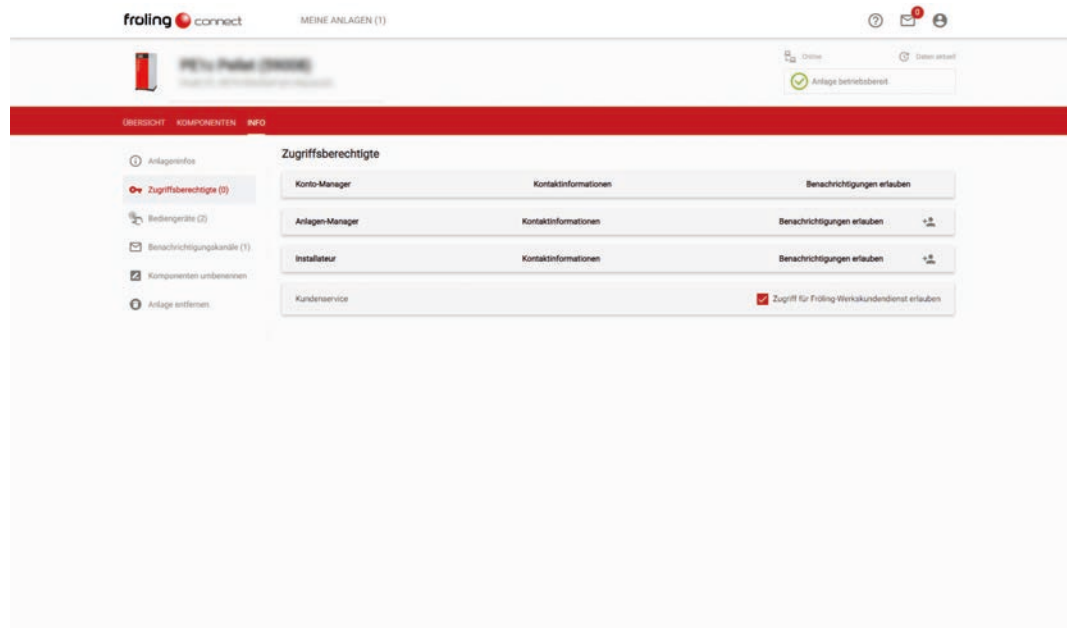 froling connect MEINE ANLAGEN (1) 0
Online Daten aktuell
Anlage betriebsbereit
ÜBERSICHT KOMPONENTEN INFO
Anlageninfos
Zugriffsberechtigte (0)
Bediengeräte (2)
Benachrichtigungskanäle (1)
Komponenten umbenennen
Anlage entfernen
Zugriffsberechtigte
Konto-Manager Kontaktinformationen Benachrichtigungen erlauben
Anlagen-Manager Kontaktinformationen Benachrichtigungen erlauben
Installateur Kontaktinformationen Benachrichtigungen erlauben
Kundenservice Zugriff für Fröling-Werkskundendienst erlauben